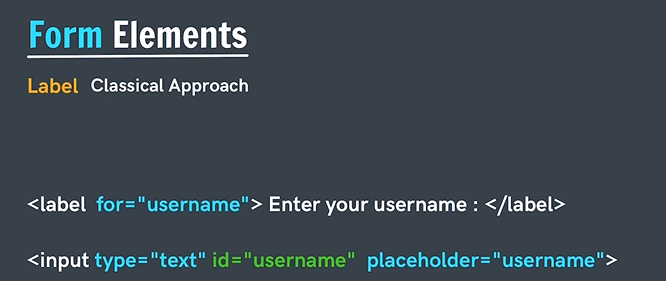 Form Elements
Label Classical Approach
<label for="username"> Enter your username : </label>
<input type="text" id="username" placeholder="username">